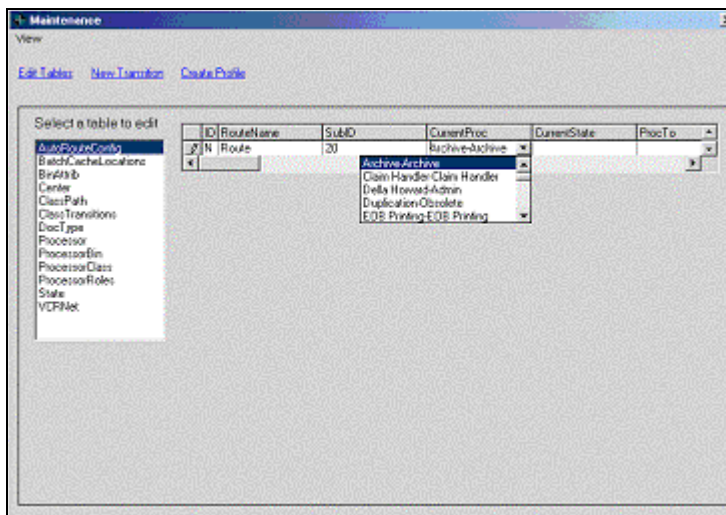 Maintenance
View
Edit Tables New Transition Create Profile
Select a table to edit
ID RouteName SubID CurrentProc CurrentState ProcTo
N Route 20 Archive-Archive
AutoRouteConfig
BatchCacheLocations
BinAttrib
Center
ClassPath
ClassTransitions
DocType
Processor
ProcessorBin
ProcessorClass
ProcessorRoles
State
VCRNet
Archive-Archive
Claim Handler-Claim Handler
Della Howard-Admin
Duplication-Obsolete
EOB Printing-EOB Printing